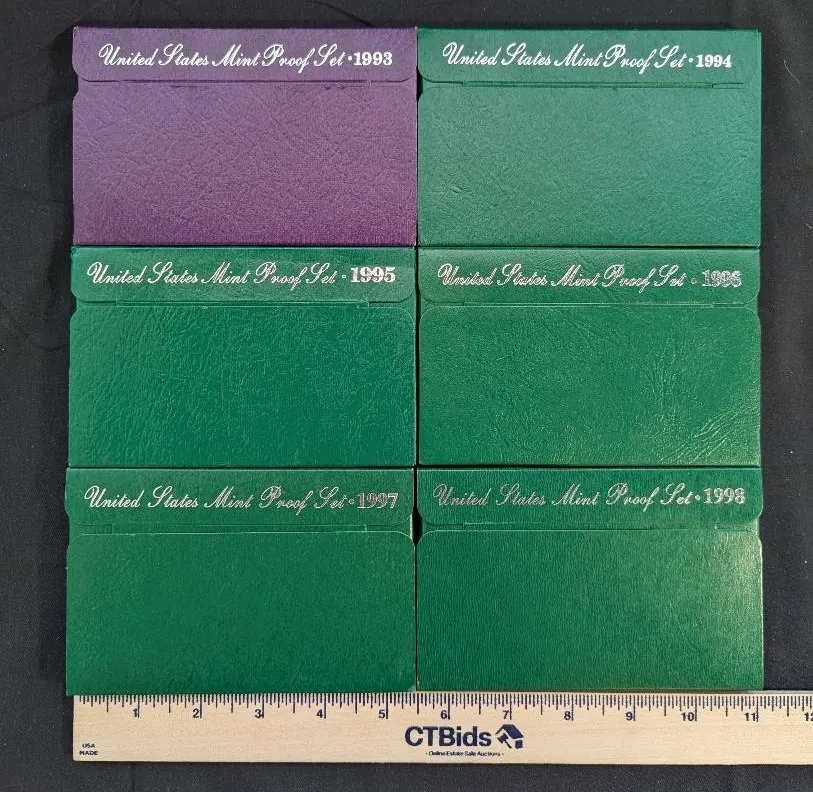 United States Mint Proof Set • 1993
United States Mint Proof Set • 1994
United States Mint Proof Set • 1995
United States Mint Proof Set • 1996
United States Mint Proof Set • 1997
United States Mint Proof Set • 1998
1 2 3 4 5 6 7 8 9 10 11 12
USA
MADE
CTBids
- Online Estate Sale Auctions -